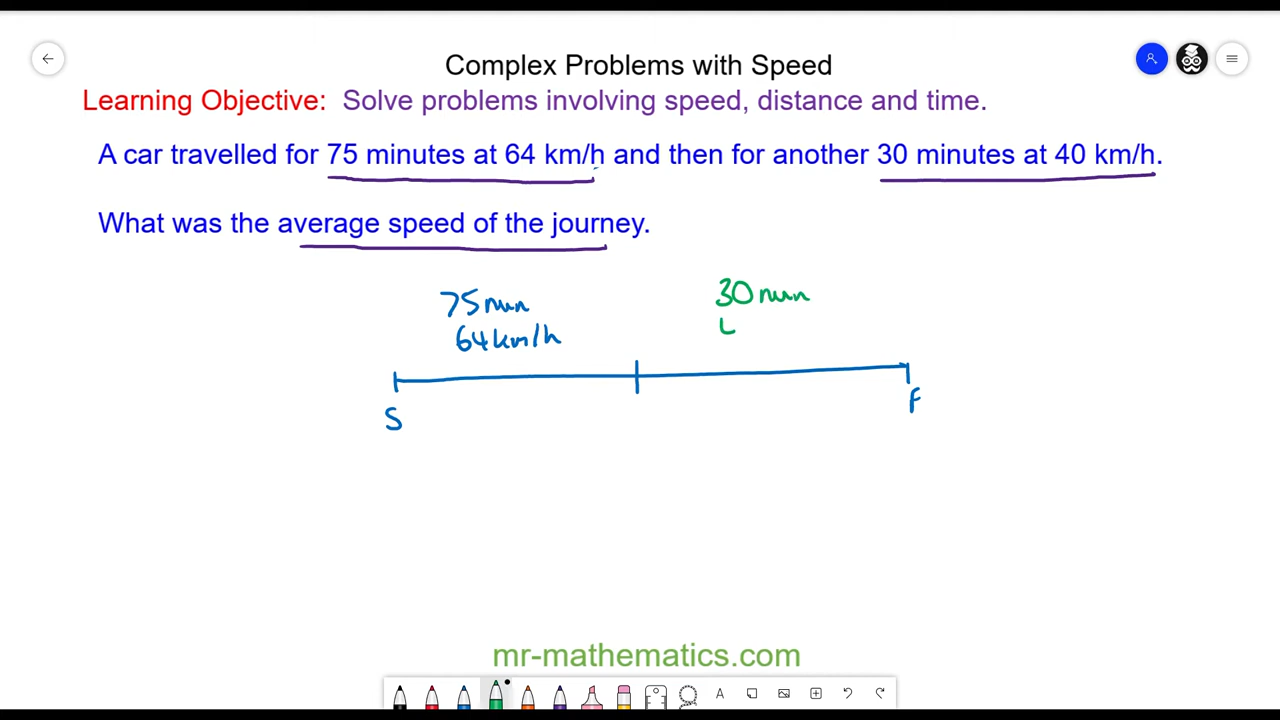 Complex Problems with Speed
Learning Objective: Solve problems involving speed, distance and time.
A car travelled for 75 minutes at 64 km/h and then for another 30 minutes at 40 km/h.
What was the average speed of the journey.
75 min
64 km/h
30 min
S
F
mr-mathematics.com
A